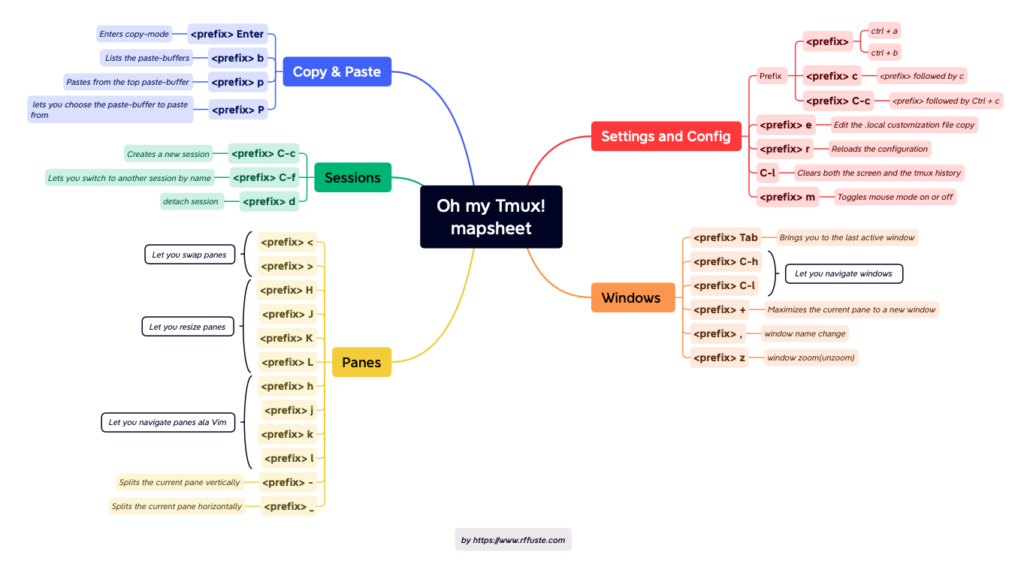 Oh my Tmux!
mapsheet
Copy & Paste
Enters copy-mode
<prefix> Enter
Lists the paste-buffers
<prefix> b
Pastes from the top paste-buffer
<prefix> p
lets you choose the paste-buffer to paste
from
<prefix> P
Sessions
Creates a new session
<prefix> C-c
Lets you switch to another session by name
<prefix> C-f
detach session
<prefix> d
Panes
Let you swap panes
<prefix> <
<prefix> >
Let you resize panes
<prefix> H
<prefix> J
<prefix> K
<prefix> L
Let you navigate panes ala Vim
<prefix> h
<prefix> j
<prefix> k
<prefix> l
Splits the current pane vertically
<prefix> -
Splits the current pane horizontally
<prefix> _
Settings and Config
Prefix
<prefix>
ctrl + a
ctrl + b
<prefix> c
<prefix> followed by c
<prefix> C-c
<prefix> followed by Ctrl + c
<prefix> e
Edit the .local customization file copy
<prefix> r
Reloads the configuration
C-l
Clears both the screen and the tmux history
<prefix> m
Toggles mouse mode on or off
Windows
<prefix> Tab
Brings you to the last active window
<prefix> C-h
<prefix> C-l
Let you navigate windows
<prefix> +
Maximizes the current pane to a new window
<prefix> ,
window name change
<prefix> z
window zoom(unzoom)
by https://www.rffuste.com